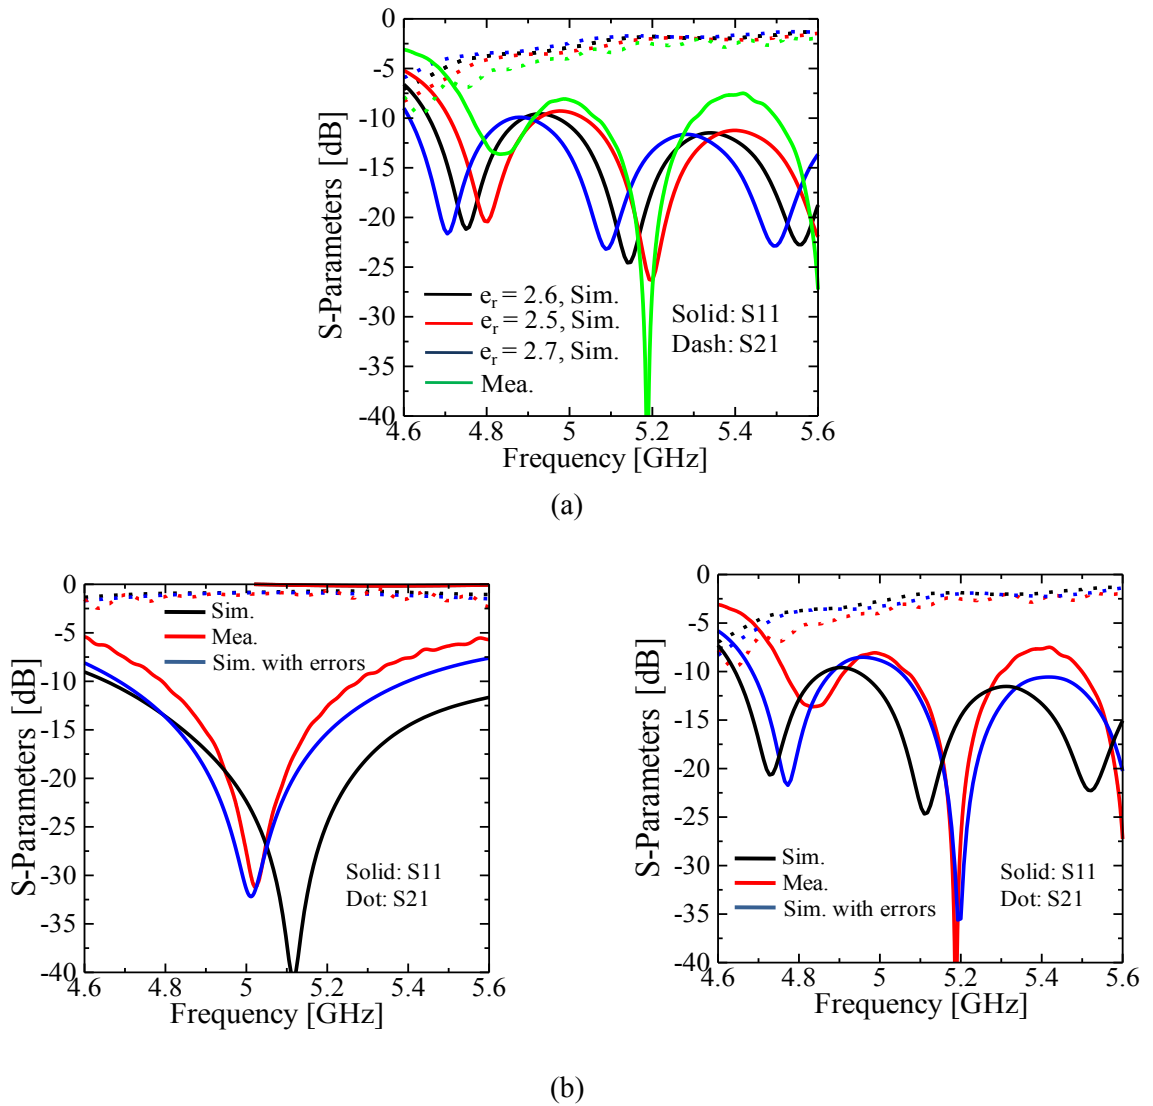 0
-5
-10
-15
-20
-25
-30
-35
-40
S-Parameters [dB]
e_r = 2.6, Sim.
e_r = 2.5, Sim.
e_r = 2.7, Sim.
Mea.
Solid: S11
Dash: S21
4.6 4.8 5 5.2 5.4 5.6
Frequency [GHz]
(a)
0
-5
-10
-15
-20
-25
-30
-35
-40
S-Parameters [dB]
Sim.
Mea.
Sim. with errors
Solid: S11
Dot: S21
4.6 4.8 5 5.2 5.4 5.6
Frequency [GHz]
0
-5
-10
-15
-20
-25
-30
-35
-40
S-Parameters [dB]
Sim.
Mea.
Sim. with errors
Solid: S11
Dot: S21
4.6 4.8 5 5.2 5.4 5.6
Frequency [GHz]
(b)